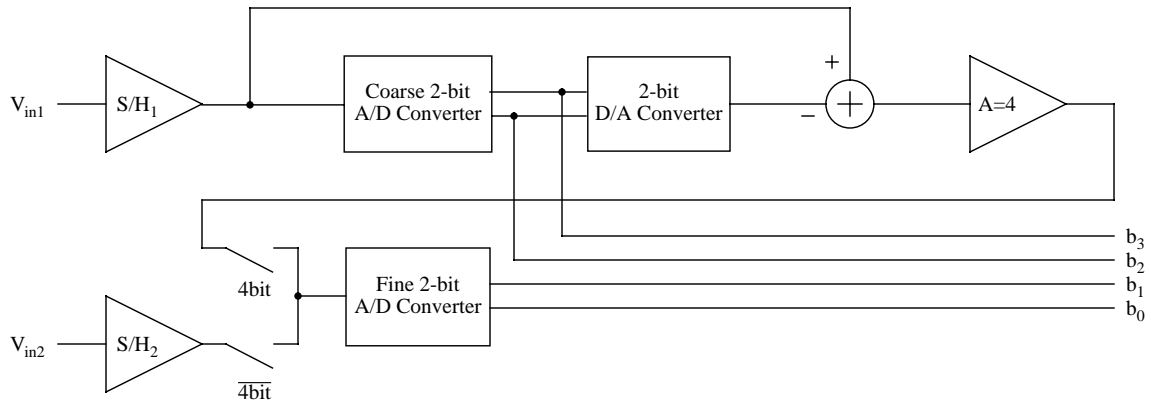 V_in1
S/H_1
Coarse 2-bit
A/D Converter
2-bit
D/A Converter
+
−
+
A=4
4bit
V_in2
S/H_2
4̅b̅i̅t̅
Fine 2-bit
A/D Converter
b_3
b_2
b_1
b_0